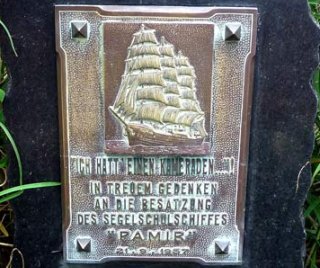 "ICH HATT' EINEN KAMERADEN....."
IN TREUEM GEDENKEN
AN DIE BESATZUNG
DES SEGELSCHULSCHIFFES
"PAMIR"
21.9.1957